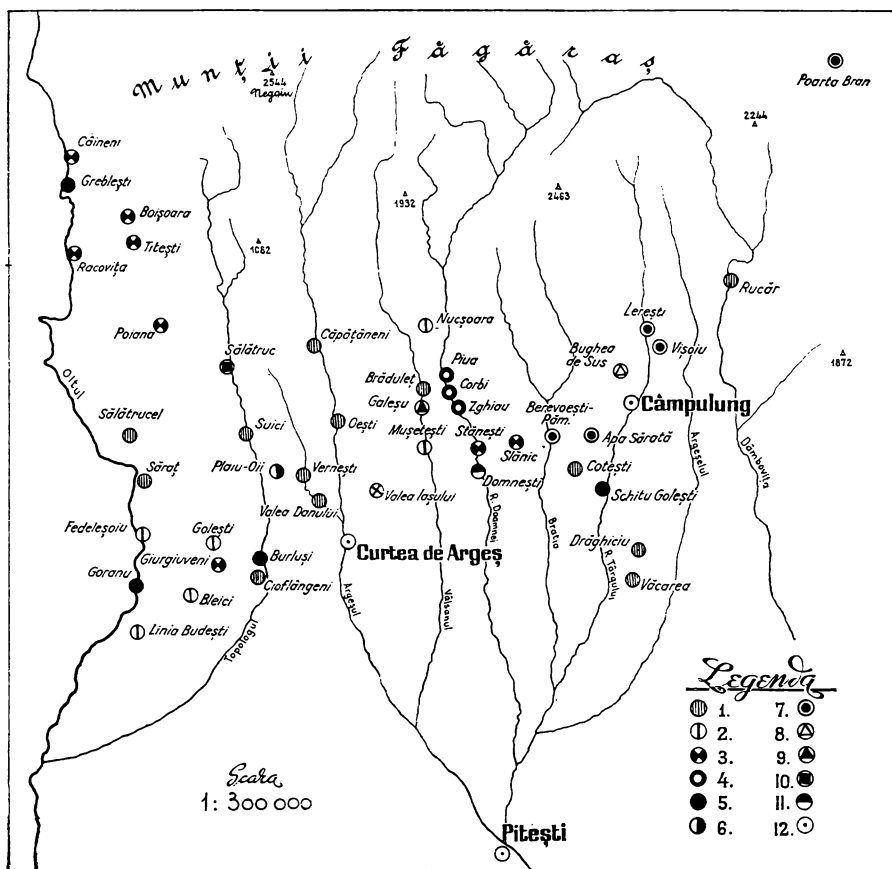 Munții Făgăraș
2544
Negoiu
Poarta Bran
2244
Câineni
Greblești
1932
2463
Boișoara
Titești
1662
Racovița
Rucăr
Poiana
Nucșoara
Lerești
Căpățăneni
Vișoiu
Bughea
de Sus
1872
Sălătruc
Piua
Oltul
Brăduleț
Corbi
Galeșu
Zghiau
Câmpulung
Sălătrucel
Suici
Oești
Mușetești
Stănești
Berevoești-
Păm.
Slănic
Apa Sărată
Argeșelul
Dâmbovița
Săraț
Plaiu-Oii
Vernești
Cotești
Domnești
Valea Iașului
Schitu Golești
Valea Danului
R. Doamnei
Fedeleșoiu
Golești
Curtea de Argeș
Bratia
Drăghiciu
R. Târgului
Giurgiuveni
Burluși
Goranu
Cioflângeni
Văcarea
Bleici
Argeșul
Vâlsanul
Linia Budești
Topologul
Legenda
1. 7.
2. 8.
3. 9.
4. 10.
5. 11.
6. 12.
Scara
1: 300 000
Pitești